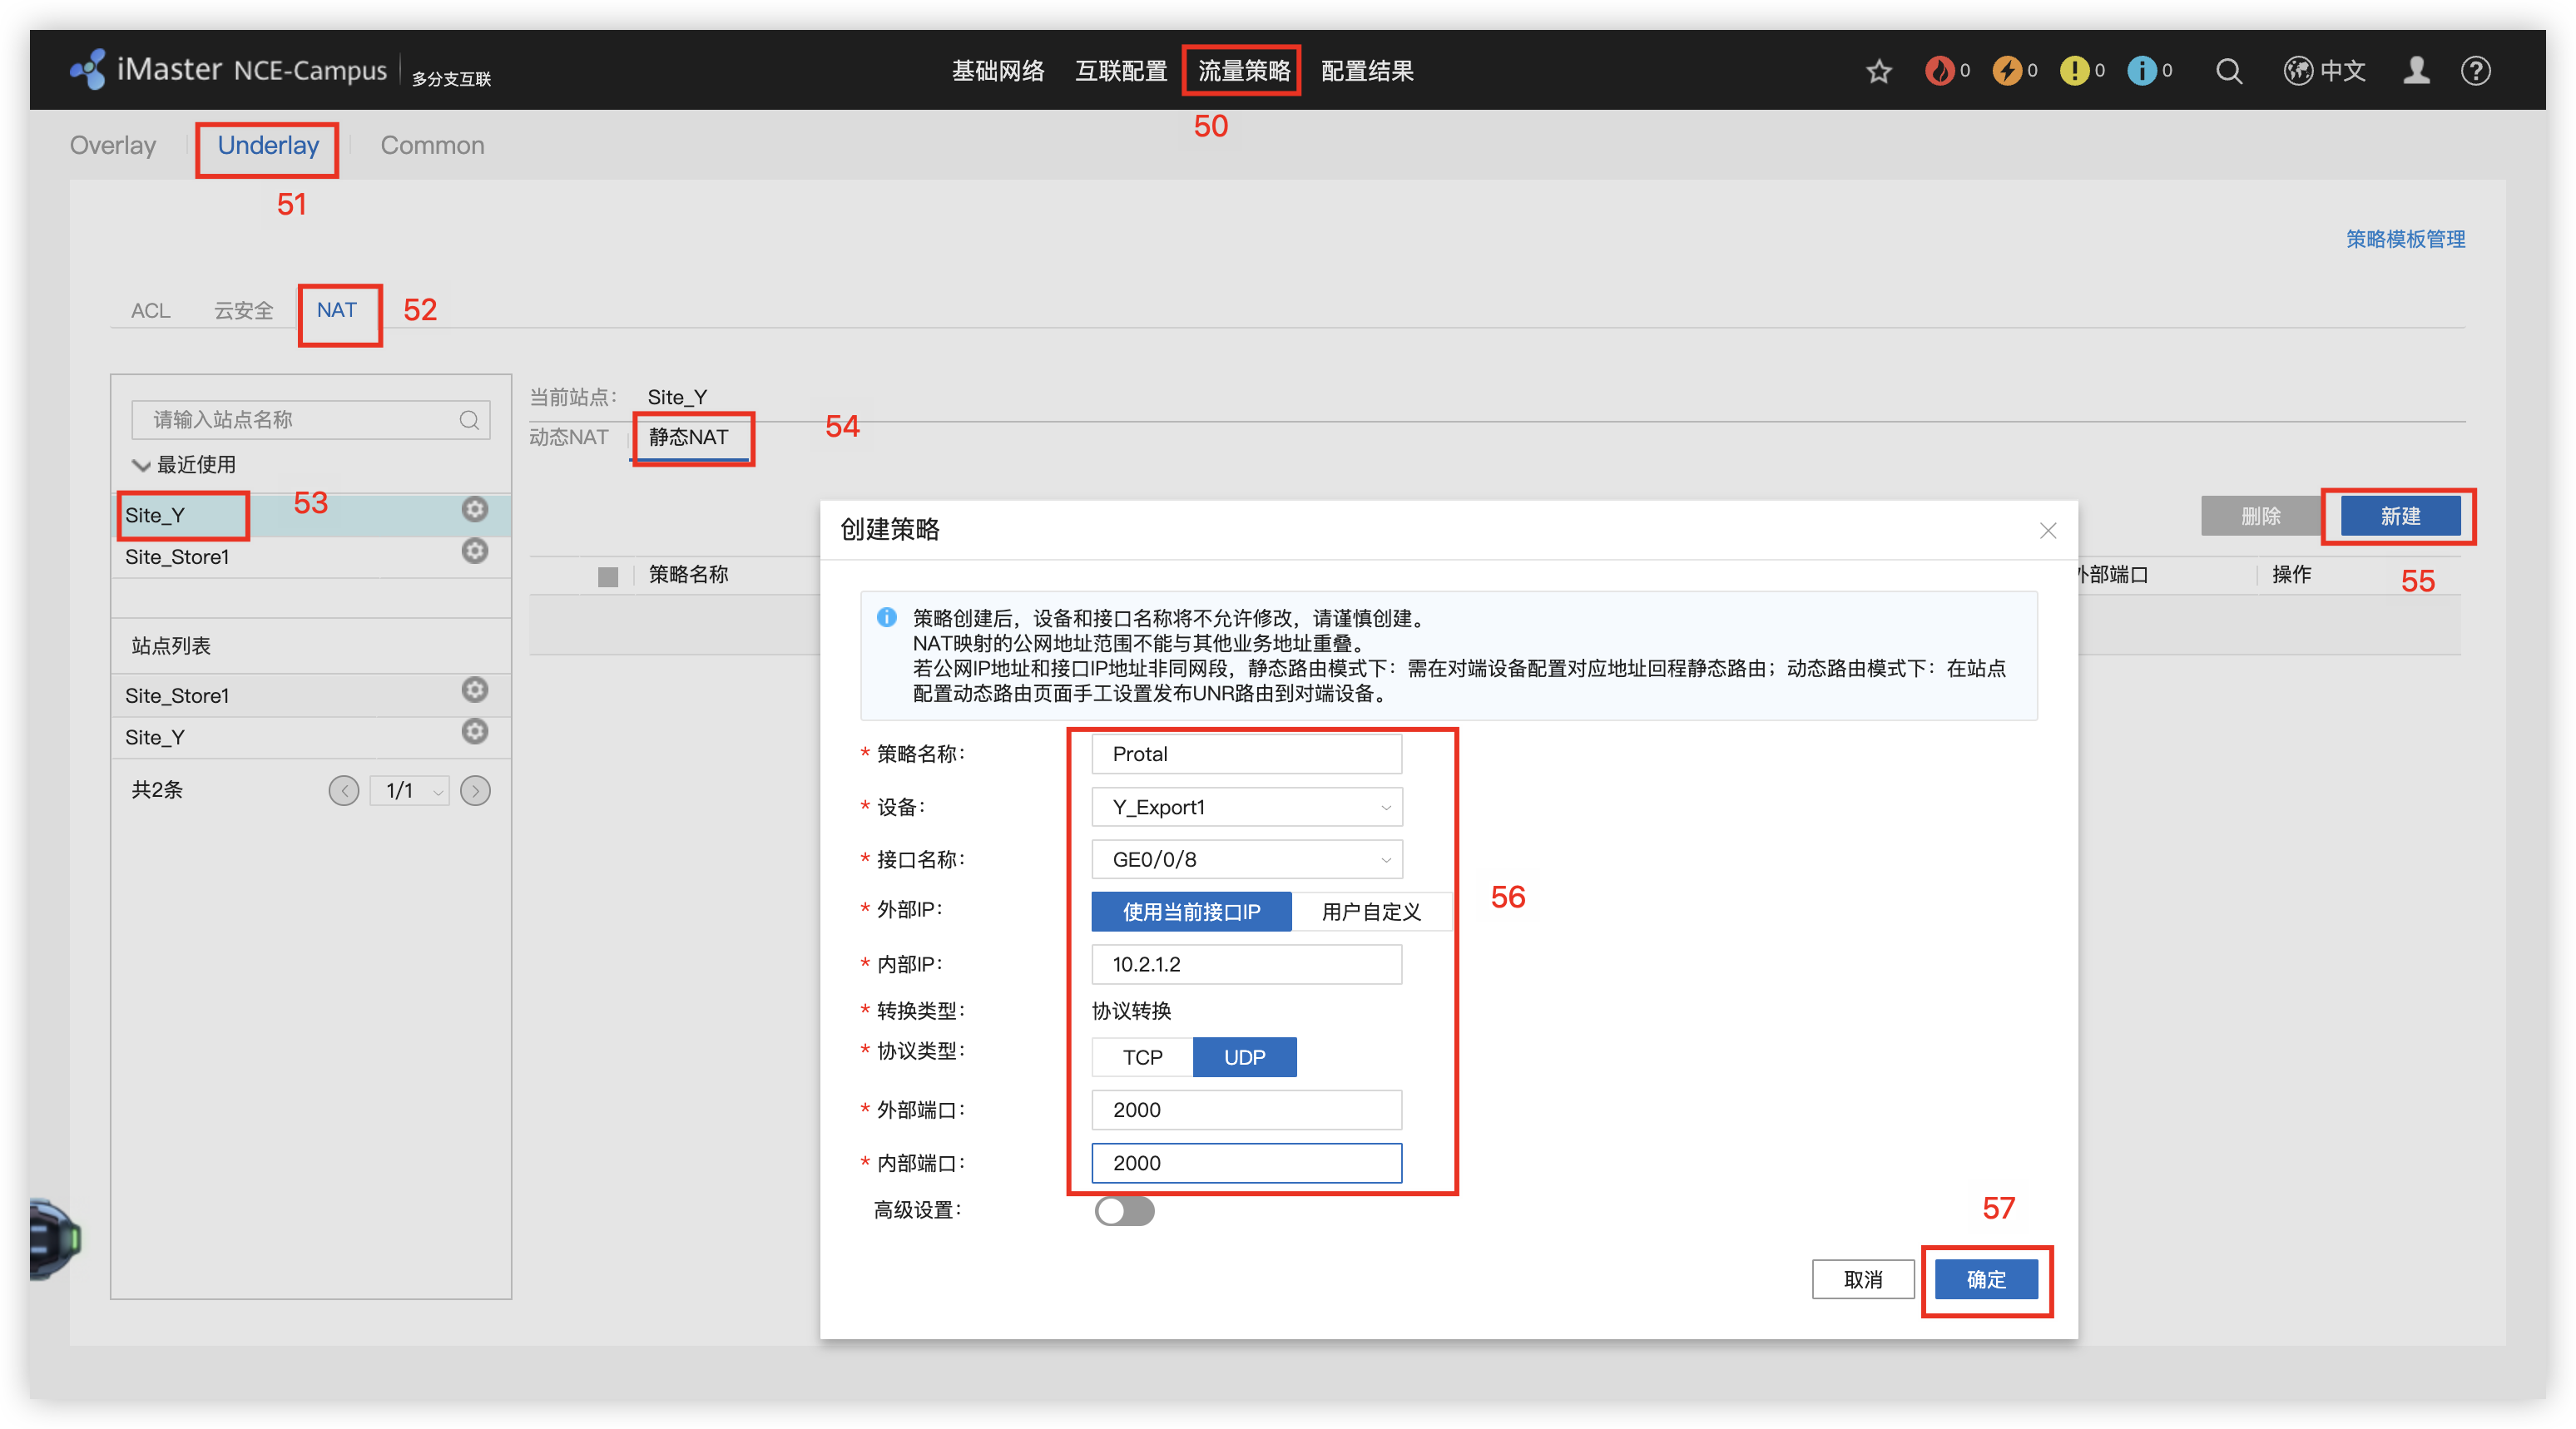 iMaster NCE-Campus 多分支互联 基础网络 互联配置 流量策略 配置结果 0 0 0 0 中文
50
Overlay Underlay Common
51
策略模板管理
ACL 云安全 NAT 52
请输入站点名称
最近使用
Site_Y 53
Site_Store1
站点列表
Site_Store1
Site_Y
共2条 1/1
当前站点： Site_Y
动态NAT 静态NAT 54
删除 新建
策略名称 外部端口 操作 55
创建策略
策略创建后，设备和接口名称将不允许修改，请谨慎创建。
NAT映射的公网地址范围不能与其他业务地址重叠。
若公网IP地址和接口IP地址非同网段，静态路由模式下：需在对端设备配置对应地址回程静态路由；动态路由模式下：在站点
配置动态路由页面手工设置发布UNR路由到对端设备。
* 策略名称： Protal
* 设备： Y_Export1
* 接口名称： GE0/0/8
* 外部IP： 使用当前接口IP 用户自定义 56
* 内部IP： 10.2.1.2
* 转换类型： 协议转换
* 协议类型： TCP UDP
* 外部端口： 2000
* 内部端口： 2000
高级设置：
57
取消 确定